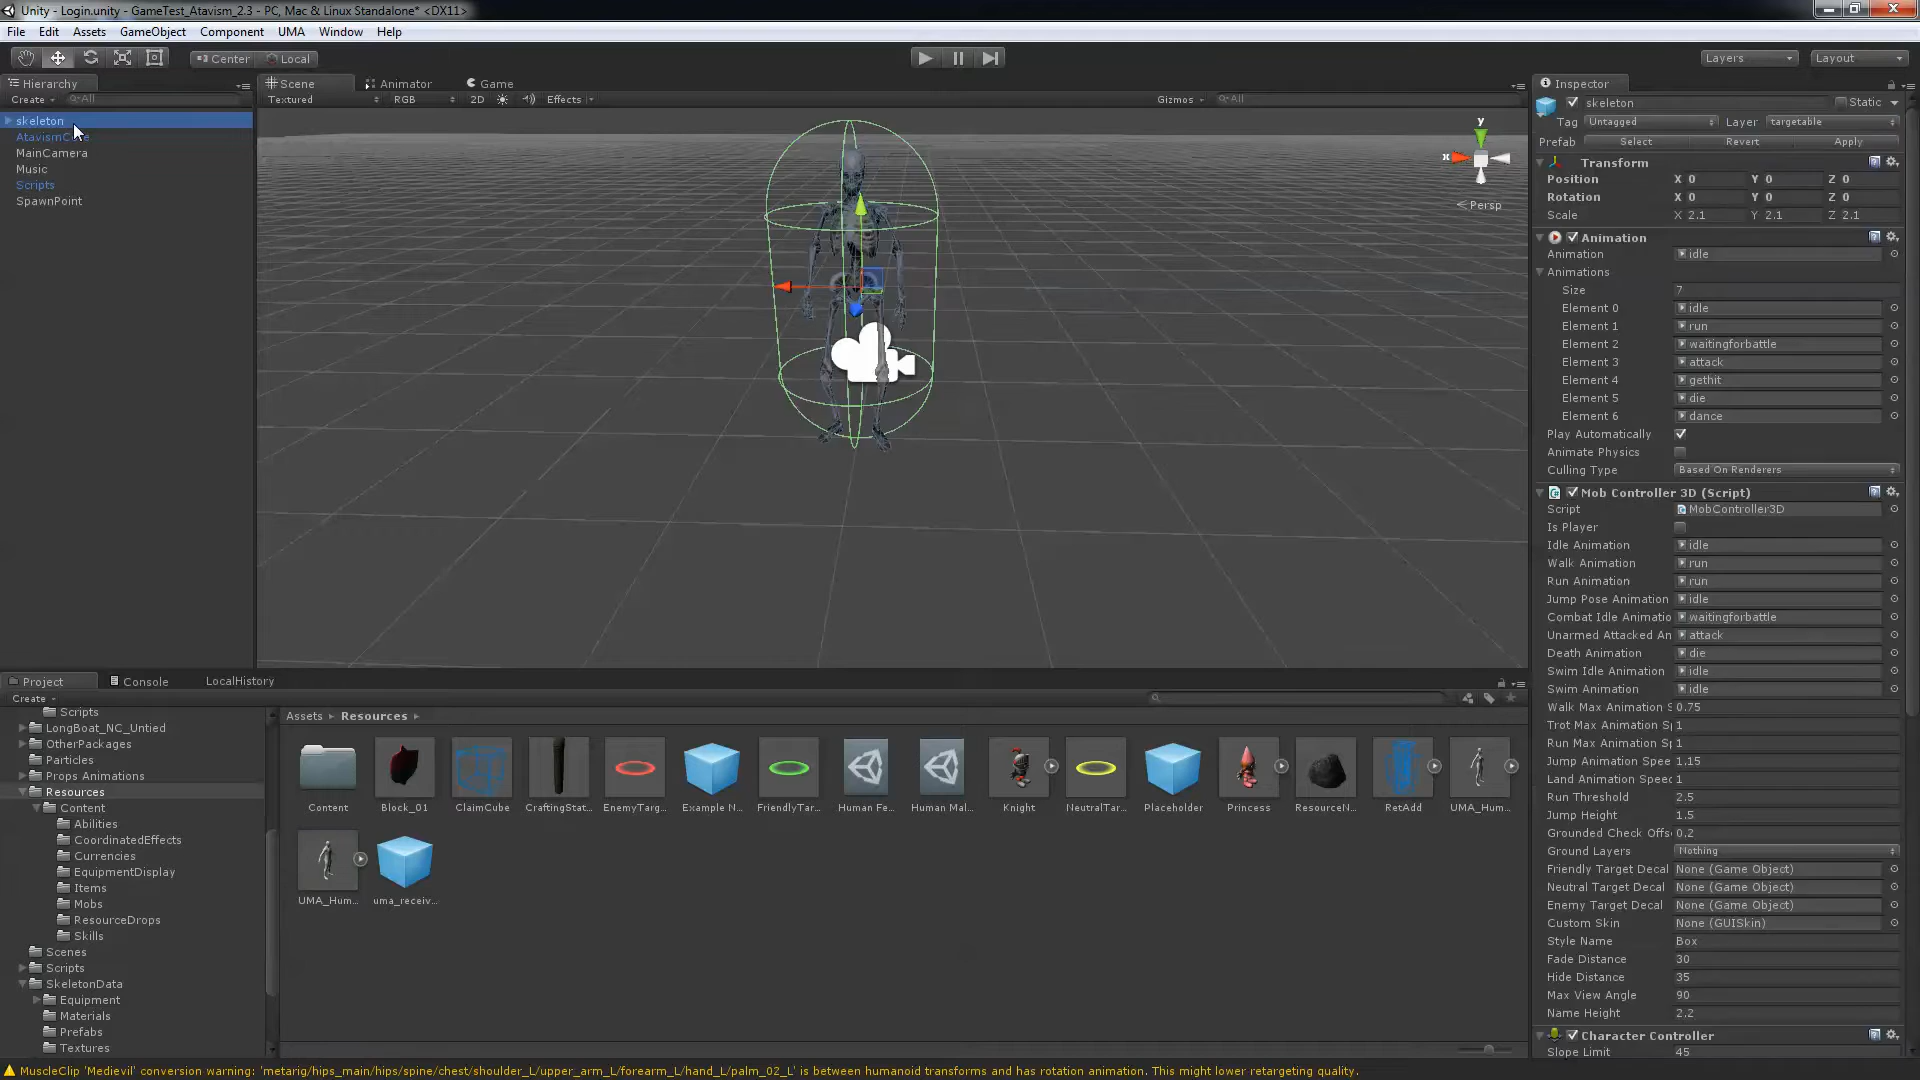 Unity - Login.unity - GameTest_Atavism_2.3 - PC, Mac & Linux Standalone* <DX11>
File Edit Assets GameObject Component UMA Window Help
Center Local Layers Layout
Hierarchy
Create All
skeleton
MainCamera
Music
Scripts
SpawnPoint
Scene Animator Game
Textured RGB 2D Effects Gizmos All
y
x
Persp
Inspector
skeleton Static
Tag Untagged Layer targetable
Prefab Select Revert Apply
Transform
Position X 0 Y 0 Z 0
Rotation X 0 Y 0 Z 0
Scale X 2.1 Y 2.1 Z 2.1
Animation
Animation idle
Animations
Size 7
Element 0 idle
Element 1 run
Element 2 waitingforbattle
Element 3 attack
Element 4 gethit
Element 5 die
Element 6 dance
Play Automatically
Animate Physics
Culling Type Based On Renderers
Mob Controller 3D (Script)
Script MobController3D
Is Player
Idle Animation idle
Walk Animation run
Run Animation run
Jump Pose Animation idle
Combat Idle Animatio waitingforbattle
Unarmed Attacked An attack
Death Animation die
Swim Idle Animation idle
Swim Animation idle
Walk Max Animation S 0.75
Trot Max Animation Sp 1
Run Max Animation Sp 1
Jump Animation Spee 1.15
Land Animation Speed 1
Run Threshold 2.5
Jump Height 1.5
Grounded Check Offs 0.2
Ground Layers Nothing
Friendly Target Decal None (Game Object)
Neutral Target Decal None (Game Object)
Enemy Target Decal None (Game Object)
Custom Skin None (GUISkin)
Style Name Box
Fade Distance 30
Hide Distance 35
Max View Angle 90
Name Height 2.2
Character Controller
Slope Limit 45
Project Console LocalHistory
Create
Scripts
LongBoat_NC_Untied
OtherPackages
Particles
Props Animations
Resources
Content
Abilities
CoordinatedEffects
Currencies
EquipmentDisplay
Items
Mobs
ResourceDrops
Skills
Scenes
Scripts
SkeletonData
Equipment
Materials
Prefabs
Textures
Assets Resources
Content Block_01 ClaimCube CraftingStat... EnemyTarg... Example N... FriendlyTar... Human Fe... Human Mal... Knight NeutralTar... Placeholder Princess ResourceN... RetAdd UMA_Hum...
UMA_Hum... uma_receiv...
MuscleClip 'Medievil' conversion warning: 'metarig/hips_main/hips/spine/chest/shoulder_L/upper_arm_L/forearm_L/hand_L/palm_02_L' is between humanoid transforms and has rotation animation. This might lower retargeting quality.